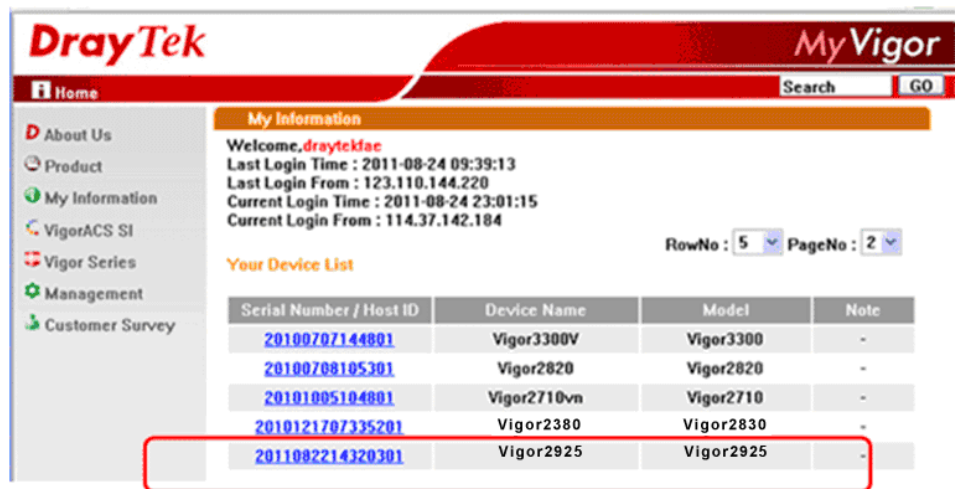 DrayTek
MyVigor
Home
Search GO
About Us
Product
My Information
VigorACS SI
Vigor Series
Management
Customer Survey
My Information
Welcome,draytekfae
Last Login Time : 2011-08-24 09:39:13
Last Login From : 123.110.144.220
Current Login Time : 2011-08-24 23:01:15
Current Login From : 114.37.142.184
RowNo : 5 PageNo : 2
Your Device List
Serial Number / Host ID Device Name Model Note
20100707144801 Vigor3300V Vigor3300 -
20100708105301 Vigor2820 Vigor2820 -
20101005104801 Vigor2710vn Vigor2710 -
2010121707335201 Vigor2380 Vigor2830 -
2011082214320301 Vigor2925 Vigor2925 -